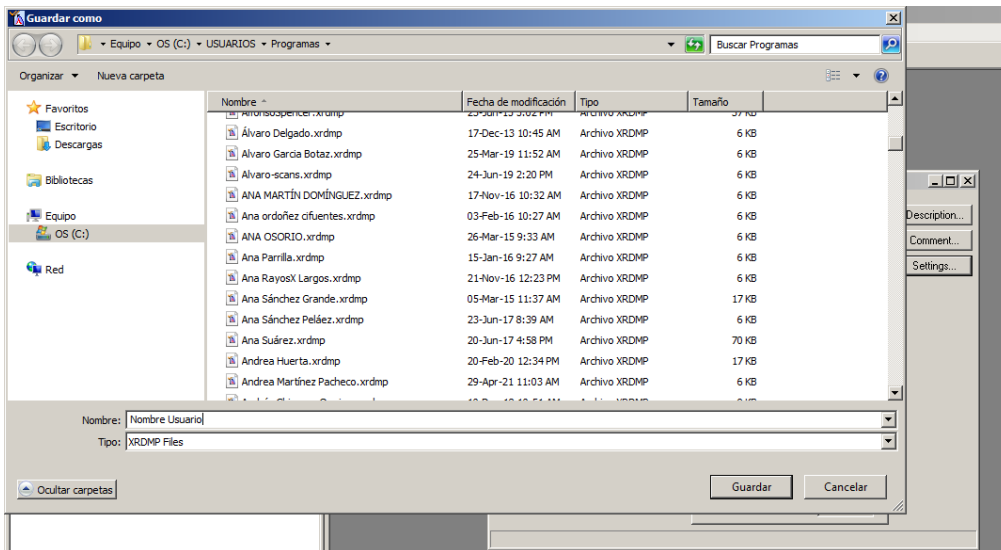 Guardar como
Equipo OS (C:) USUARIOS Programas
Buscar Programas
Organizar Nueva carpeta
Favoritos
Escritorio
Descargas
Bibliotecas
Equipo
OS (C:)
Red
Nombre Fecha de modificación Tipo Tamaño
Álvaro Delgado.xrdmp 17-Dec-13 10:45 AM Archivo XRDMP 6 KB
Alvaro Garcia Botaz.xrdmp 25-Mar-19 11:52 AM Archivo XRDMP 6 KB
Alvaro-scans.xrdmp 24-Jun-19 2:20 PM Archivo XRDMP 6 KB
ANA MARTÍN DOMÍNGUEZ.xrdmp 17-Nov-16 10:32 AM Archivo XRDMP 6 KB
Ana ordoñez cifuentes.xrdmp 03-Feb-16 10:27 AM Archivo XRDMP 6 KB
ANA OSORIO.xrdmp 26-Mar-15 9:33 AM Archivo XRDMP 6 KB
Ana Parrilla.xrdmp 15-Jan-16 9:27 AM Archivo XRDMP 6 KB
Ana RayosX Largos.xrdmp 21-Nov-16 12:23 PM Archivo XRDMP 6 KB
Ana Sánchez Grande.xrdmp 05-Mar-15 11:37 AM Archivo XRDMP 17 KB
Ana Sánchez Peláez.xrdmp 23-Jun-17 8:39 AM Archivo XRDMP 6 KB
Ana Suárez.xrdmp 20-Jun-17 4:58 PM Archivo XRDMP 70 KB
Andrea Huerta.xrdmp 20-Feb-20 12:34 PM Archivo XRDMP 17 KB
Andrea Martínez Pacheco.xrdmp 29-Apr-21 11:03 AM Archivo XRDMP 6 KB
Nombre: Nombre Usuario
Tipo: XRDMP Files
Ocultar carpetas
Guardar Cancelar
Description...
Comment...
Settings...